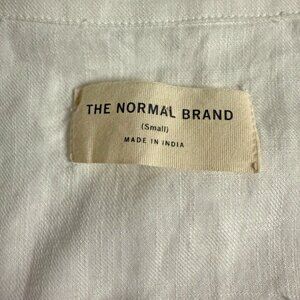 THE NORMAL BRAND
(Small)
MADE IN INDIA